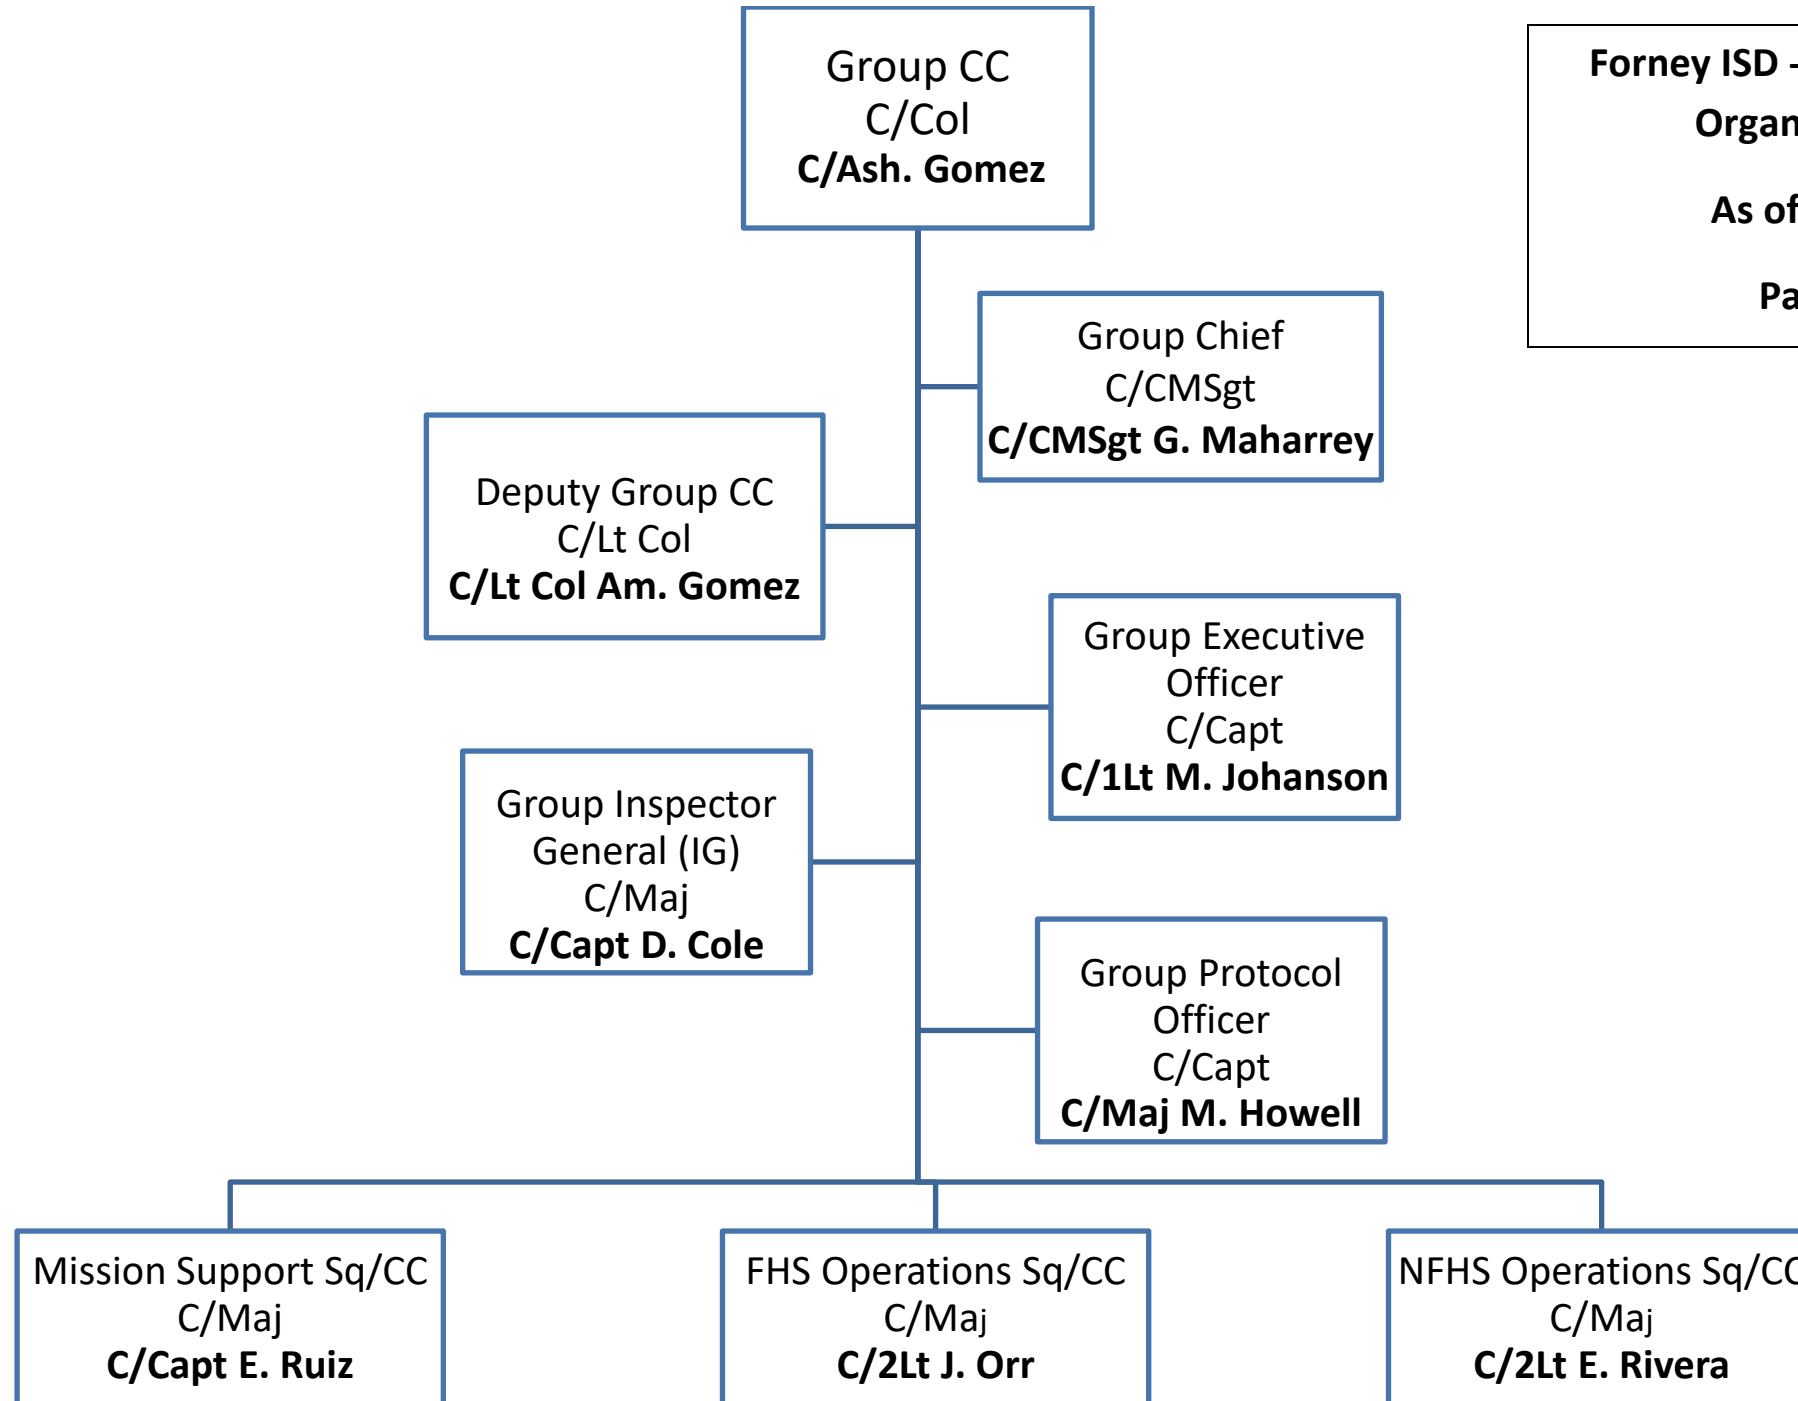 Group CC
C/Col
C/Ash. Gomez
Forney ISD -
Organ
As of
Pa
Group Chief
C/CMSgt
C/CMSgt G. Maharrey
Deputy Group CC
C/Lt Col
C/Lt Col Am. Gomez
Group Executive
Officer
C/Capt
C/1Lt M. Johanson
Group Inspector
General (IG)
C/Maj
C/Capt D. Cole
Group Protocol
Officer
C/Capt
C/Maj M. Howell
Mission Support Sq/CC
C/Maj
C/Capt E. Ruiz
FHS Operations Sq/CC
C/Maj
C/2Lt J. Orr
NFHS Operations Sq/CC
C/Maj
C/2Lt E. Rivera